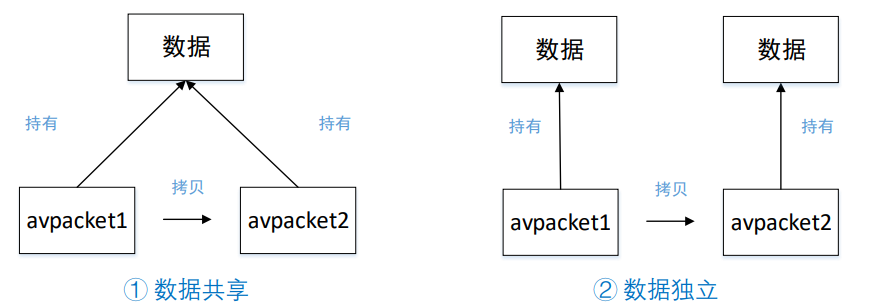 数据
持有
持有
拷贝
avpacket1
avpacket2
① 数据共享
数据
数据
持有
持有
拷贝
avpacket1
avpacket2
② 数据独立